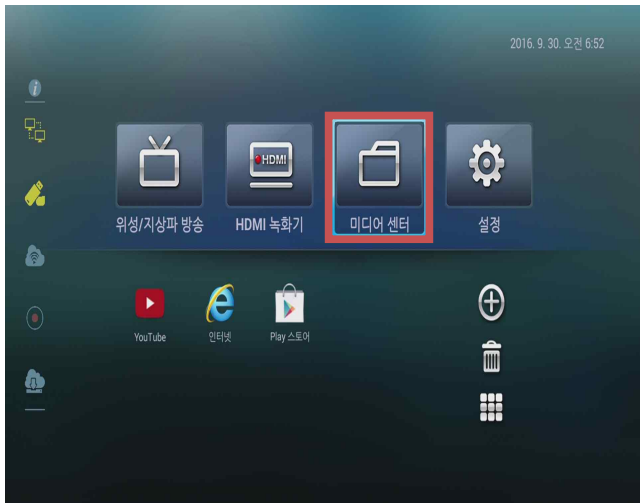 2016. 9. 30. 오전 6:52
HDMI
위성/지상파 방송
HDMI 녹화기
미디어 센터
설정
YouTube
인터넷
Play 스토어